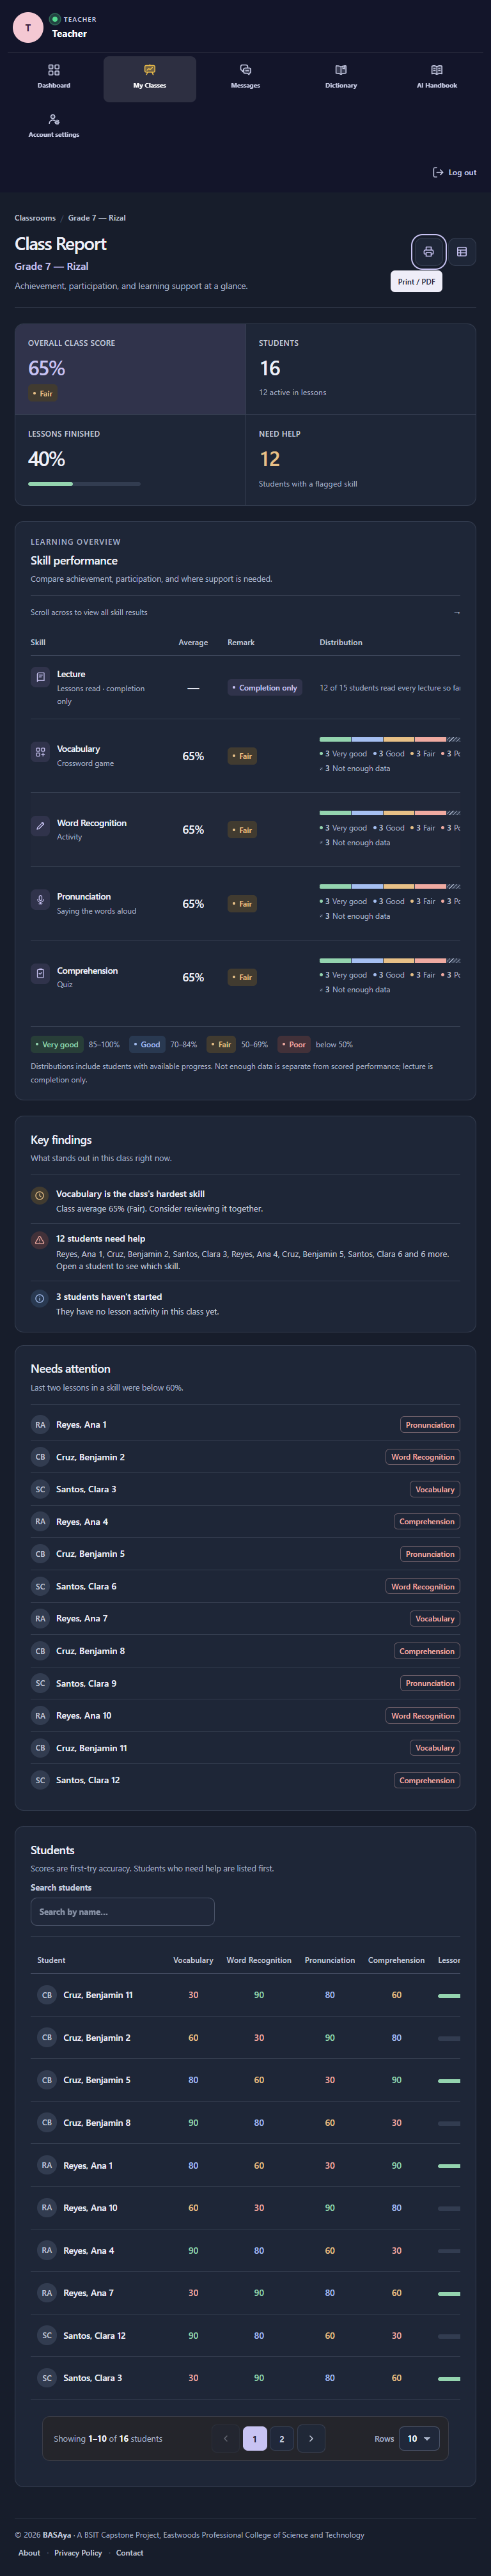 T
TEACHER
Teacher
Dashboard
My Classes
Messages
Dictionary
AI Handbook
Account settings
Log out
Classrooms / Grade 7 — Rizal
Class Report
Grade 7 — Rizal
Achievement, participation, and learning support at a glance.
Print / PDF
OVERALL CLASS SCORE
65%
• Fair
STUDENTS
16
12 active in lessons
LESSONS FINISHED
40%
NEED HELP
12
Students with a flagged skill
LEARNING OVERVIEW
Skill performance
Compare achievement, participation, and where support is needed.
Scroll across to view all skill results →
Skill Average Remark Distribution
Lecture
Lessons read · completion
only
—
• Completion only
12 of 15 students read every lecture so
Vocabulary
Crossword game
65%
• Fair
• 3 Very good • 3 Good • 3 Fair • 3
3 Not enough data
Word Recognition
Activity
65%
• Fair
• 3 Very good • 3 Good • 3 Fair • 3
3 Not enough data
Pronunciation
Saying the words aloud
65%
• Fair
• 3 Very good • 3 Good • 3 Fair • 3
3 Not enough data
Comprehension
Quiz
65%
• Fair
• 3 Very good • 3 Good • 3 Fair • 3
3 Not enough data
• Very good 85–100% • Good 70–84% • Fair 50–69% • Poor below 50%
Distributions include students with available progress. Not enough data is separate from scored performance; lecture is
completion only.
Key findings
What stands out in this class right now.
Vocabulary is the class's hardest skill
Class average 65% (Fair). Consider reviewing it together.
12 students need help
Reyes, Ana 1, Cruz, Benjamin 2, Santos, Clara 3, Reyes, Ana 4, Cruz, Benjamin 5, Santos, Clara 6 and 6 more.
Open a student to see which skill.
3 students haven't started
They have no lesson activity in this class yet.
Needs attention
Last two lessons in a skill were below 60%.
RA Reyes, Ana 1 Pronunciation
CB Cruz, Benjamin 2 Word Recognition
SC Santos, Clara 3 Vocabulary
RA Reyes, Ana 4 Comprehension
CB Cruz, Benjamin 5 Pronunciation
SC Santos, Clara 6 Word Recognition
RA Reyes, Ana 7 Vocabulary
CB Cruz, Benjamin 8 Comprehension
SC Santos, Clara 9 Pronunciation
RA Reyes, Ana 10 Word Recognition
CB Cruz, Benjamin 11 Vocabulary
SC Santos, Clara 12 Comprehension
Students
Scores are first-try accuracy. Students who need help are listed first.
Search students
Search by name...
Student Vocabulary Word Recognition Pronunciation Comprehension
CB Cruz, Benjamin 11 30 90 80 60
CB Cruz, Benjamin 2 60 30 90 80
CB Cruz, Benjamin 5 80 60 30 90
CB Cruz, Benjamin 8 90 80 60 30
RA Reyes, Ana 1 80 60 30 90
RA Reyes, Ana 10 60 30 90 80
RA Reyes, Ana 4 90 80 60 30
RA Reyes, Ana 7 30 90 80 60
SC Santos, Clara 12 90 80 60 30
SC Santos, Clara 3 30 90 80 60
Showing 1–10 of 16 students
‹ 1 2 ›
Rows 10
© 2026 BASAya · A BSIT Capstone Project, Eastwoods Professional College of Science and Technology
About · Privacy Policy · Contact